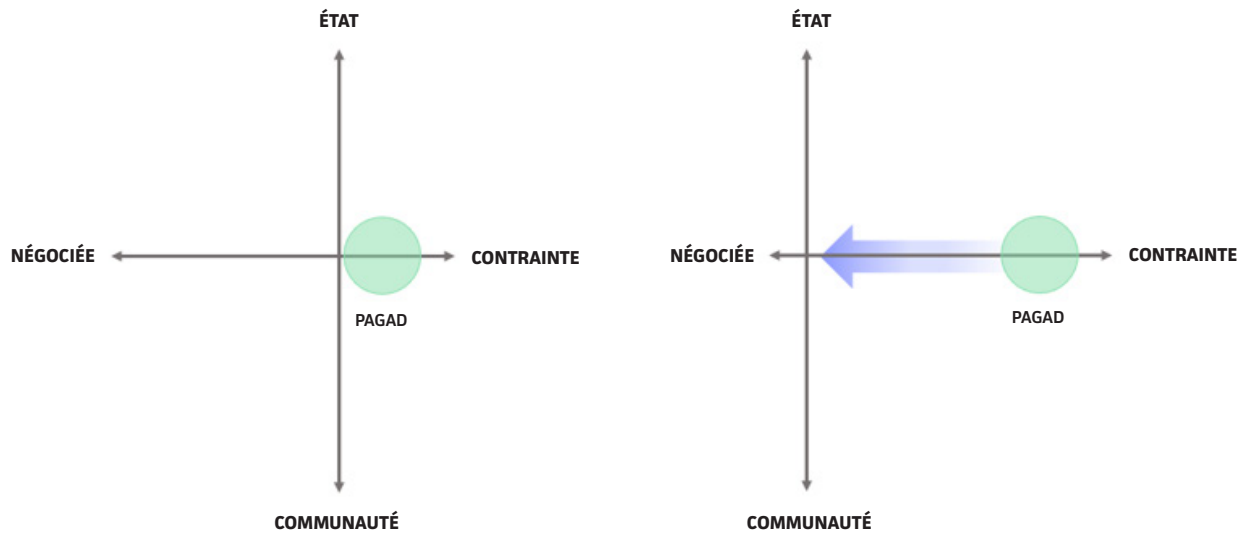 ÉTAT
NÉGOCIÉE
CONTRAINTE
PAGAD
COMMUNAUTÉ
ÉTAT
NÉGOCIÉE
CONTRAINTE
PAGAD
COMMUNAUTÉ